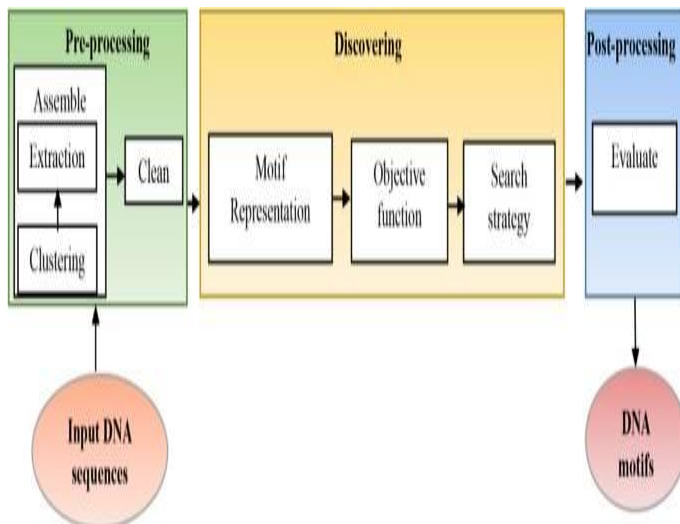 Pre-processing
Assemble
Extraction
Clustering
Clean
Discovering
Motif
Representation
Objective
function
Search
strategy
Post-processing
Evaluate
Input DNA
sequences
DNA
motifs